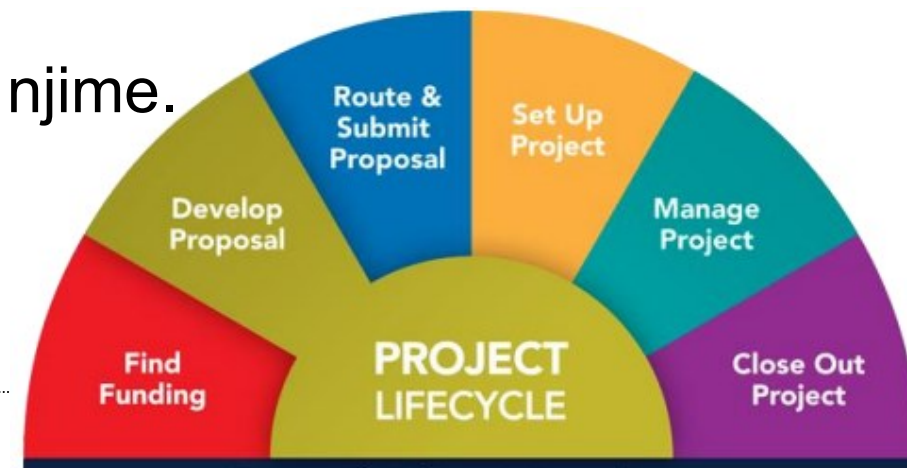 njime.
Route &
Submit
Proposal
Set Up
Project
Develop
Proposal
Manage
Project
Find
Funding
...
PROJECT
LIFECYCLE
Close Out
Project